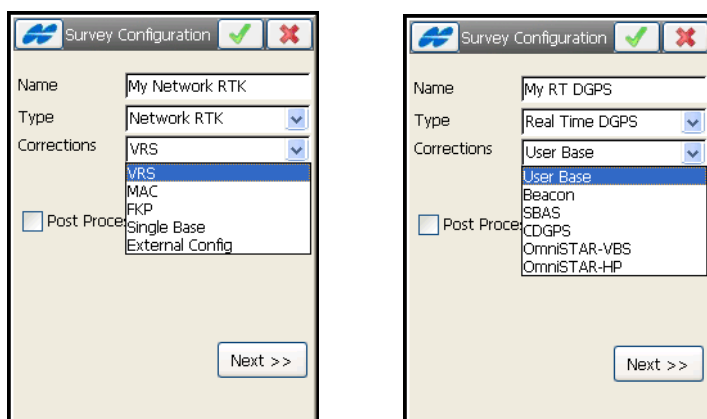 Survey Configuration
Name My Network RTK
Type Network RTK
Corrections VRS
VRS
MAC
FKP
Single Base
External Config
Post Proce
Next >>
Survey Configuration
Name My RT DGPS
Type Real Time DGPS
Corrections User Base
User Base
Beacon
SBAS
CDGPS
OmniSTAR-VBS
OmniSTAR-HP
Post Proce
Next >>